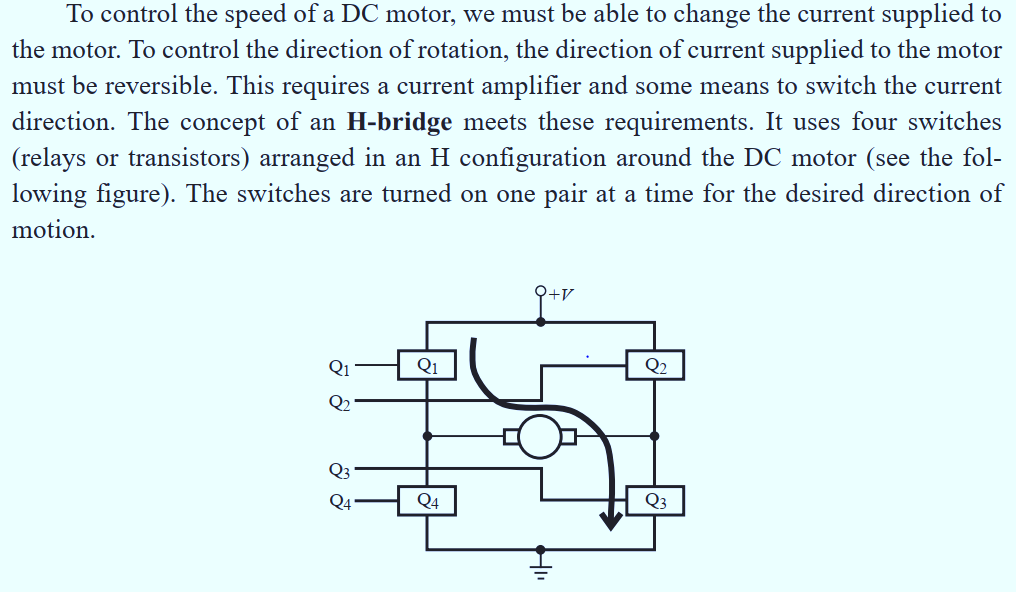 To control the speed of a DC motor, we must be able to change the current supplied to
the motor. To control the direction of rotation, the direction of current supplied to the motor
must be reversible. This requires a current amplifier and some means to switch the current
direction. The concept of an H-bridge meets these requirements. It uses four switches
(relays or transistors) arranged in an H configuration around the DC motor (see the fol-
lowing figure). The switches are turned on one pair at a time for the desired direction of
motion.
+V
Q1 Q1 Q2
Q2
Q3
Q4 Q4 Q3